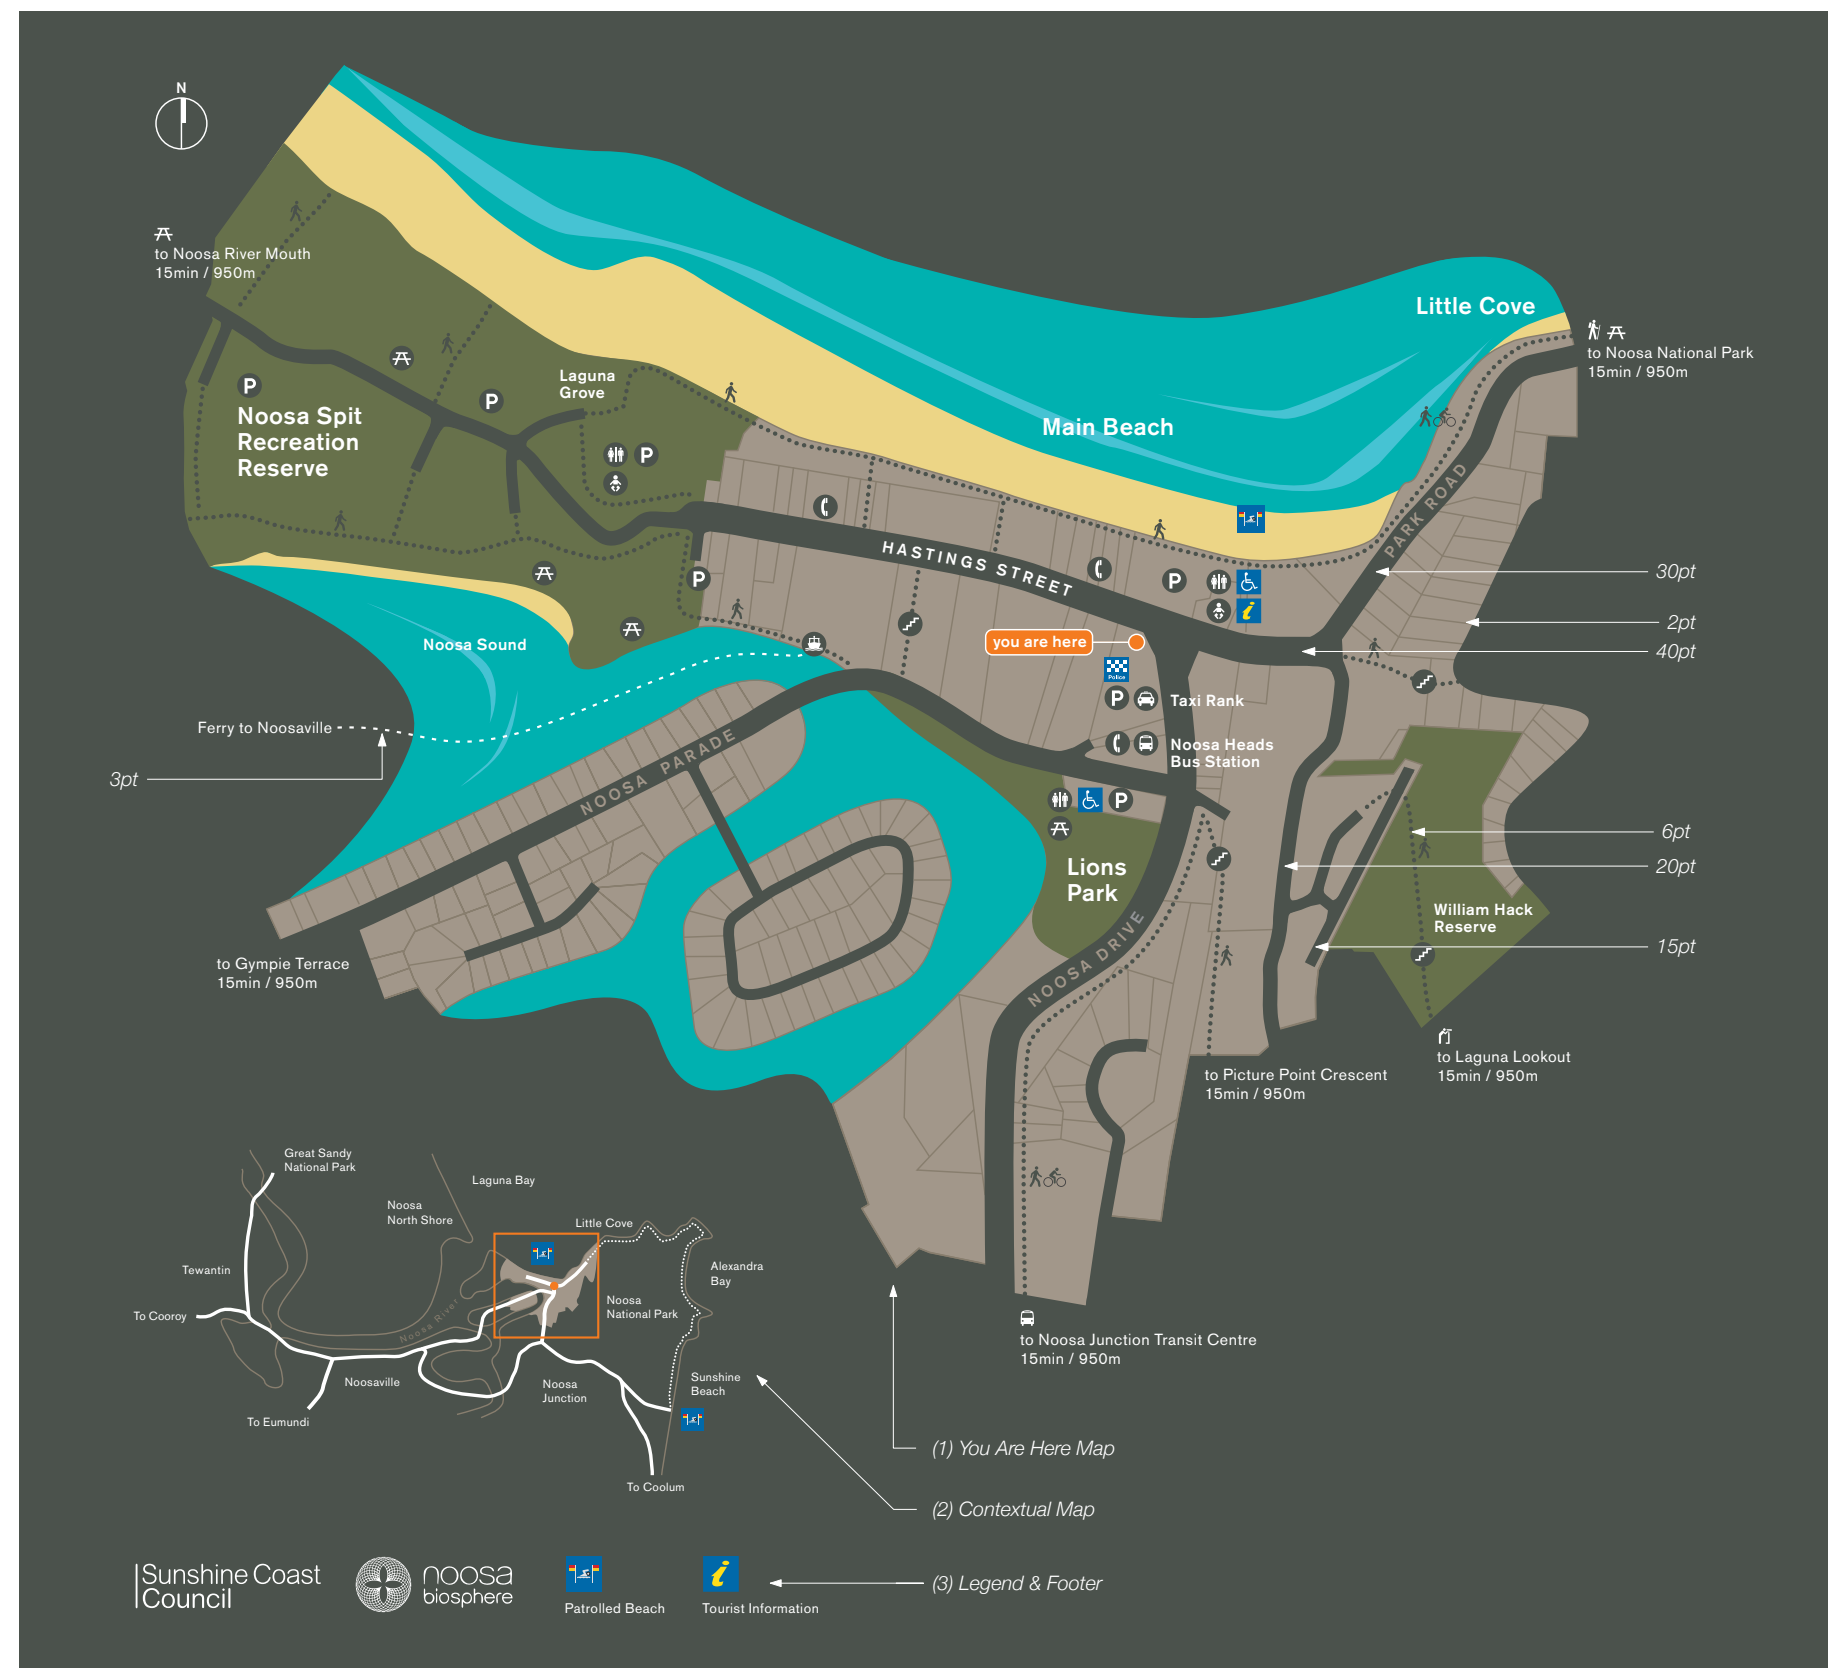 N
to Noosa River Mouth
15min / 950m
Little Cove
to Noosa National Park
15min / 950m
P
Laguna
Grove
P
Noosa Spit
Recreation
Reserve
P
Main Beach
PARK ROAD
HASTINGS STREET
P
P
i
30pt
2pt
40pt
you are here
Noosa Sound
Police
P
Taxi Rank
Ferry to Noosaville
Noosa Heads
Bus Station
3pt
NOOSA PARADE
P
6pt
20pt
Lions
Park
William Hack
Reserve
15pt
NOOSA DRIVE
to Gympie Terrace
15min / 950m
to Laguna Lookout
15min / 950m
to Picture Point Crescent
15min / 950m
Great Sandy
National Park
Laguna Bay
Noosa
North Shore
Little Cove
Tewantin
Alexandra
Bay
Noosa
National Park
To Cooroy
Noosa River
to Noosa Junction Transit Centre
15min / 950m
Noosaville
Noosa
Junction
Sunshine
Beach
To Eumundi
(1) You Are Here Map
To Coolum
(2) Contextual Map
Sunshine Coast
Council
noosa
biosphere
i
(3) Legend & Footer
Patrolled Beach
Tourist Information